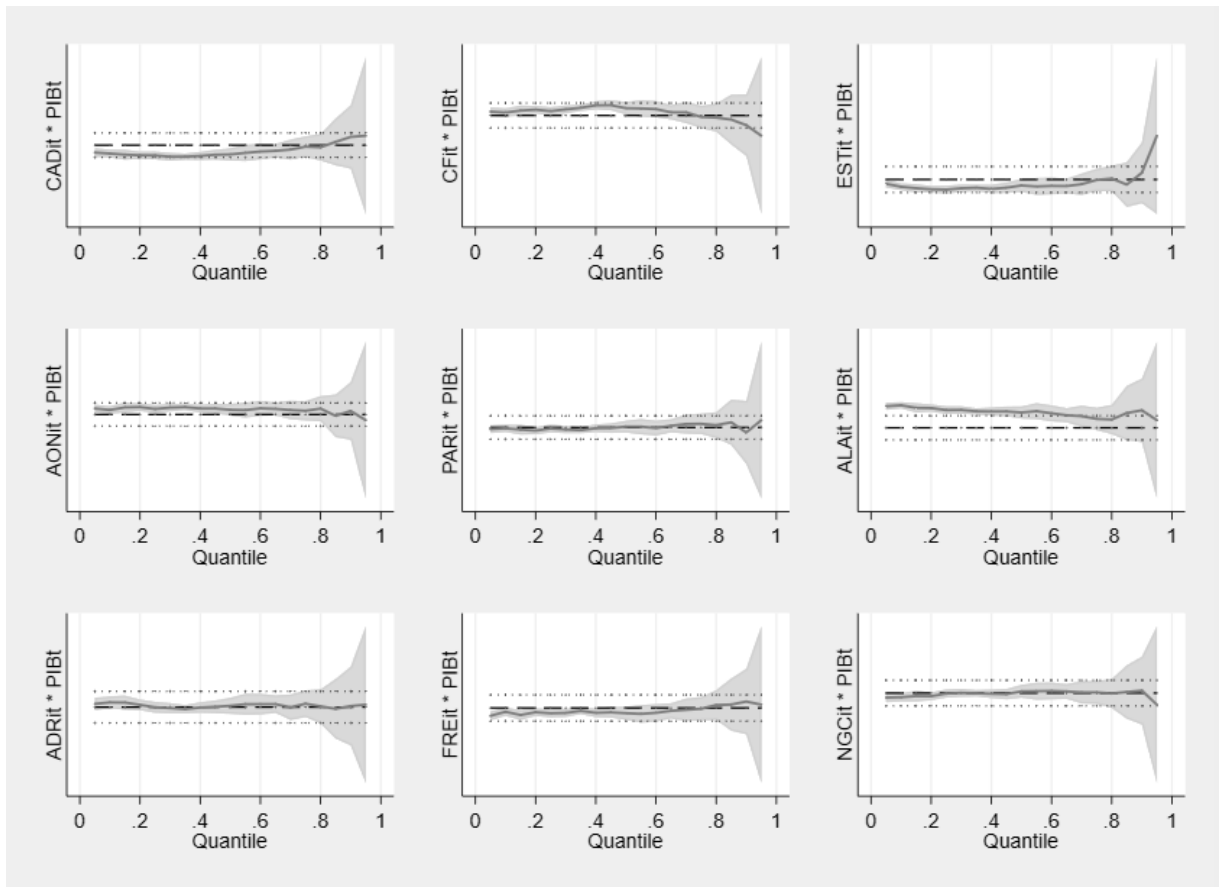 CADit * PIBt
0 .2 .4 .6 .8 1
Quantile
CFit * PIBt
0 .2 .4 .6 .8 1
Quantile
ESTit * PIBt
0 .2 .4 .6 .8 1
Quantile
AONit * PIBt
0 .2 .4 .6 .8 1
Quantile
PARit * PIBt
0 .2 .4 .6 .8 1
Quantile
ALAit * PIBt
0 .2 .4 .6 .8 1
Quantile
ADRit * PIBt
0 .2 .4 .6 .8 1
Quantile
FREit * PIBt
0 .2 .4 .6 .8 1
Quantile
NGCit * PIBt
0 .2 .4 .6 .8 1
Quantile